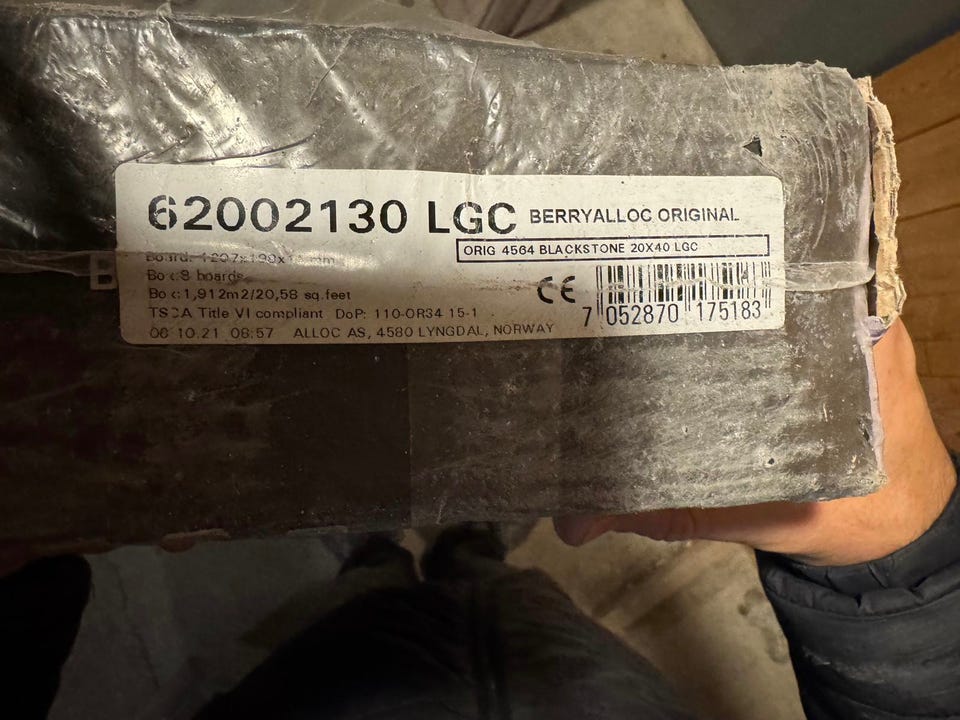 62002130 LGC BERRYALLOC ORIGINAL
ORIG 4564 BLACKSTONE 20X40 LGC
Board: mm
8 boards
1,912m2/20,58 sq.feet
CE
TSCA Title VI compliant DoP: 110-OR34 15-1
06 10.21 08:57 ALLOC AS, 4580 LYNGDAL, NORWAY
7 052870 175183
B